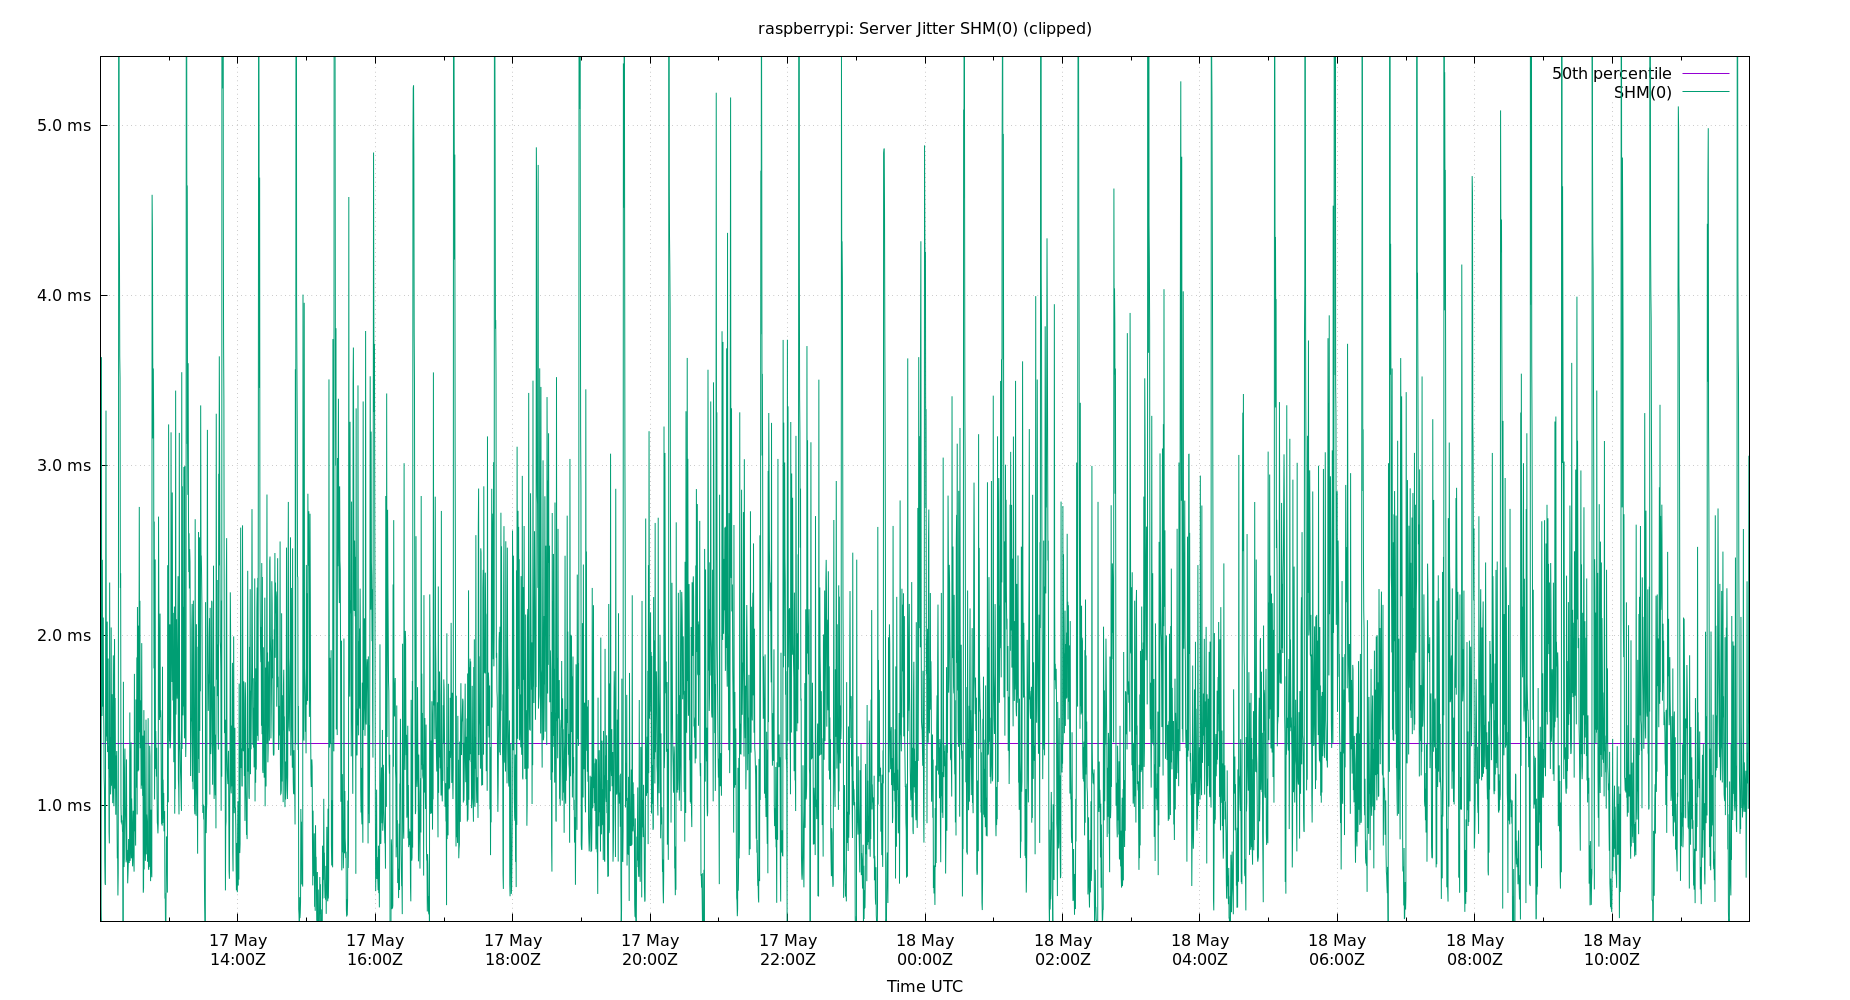 raspberrypi: Server Jitter SHM(0) (clipped)
50th percentile
SHM(0)
5.0 ms
4.0 ms
3.0 ms
2.0 ms
1.0 ms
17 May 17 May 17 May 17 May 17 May 18 May 18 May 18 May 18 May 18 May 18 May
14:00Z 16:00Z 18:00Z 20:00Z 22:00Z 00:00Z 02:00Z 04:00Z 06:00Z 08:00Z 10:00Z
Time UTC